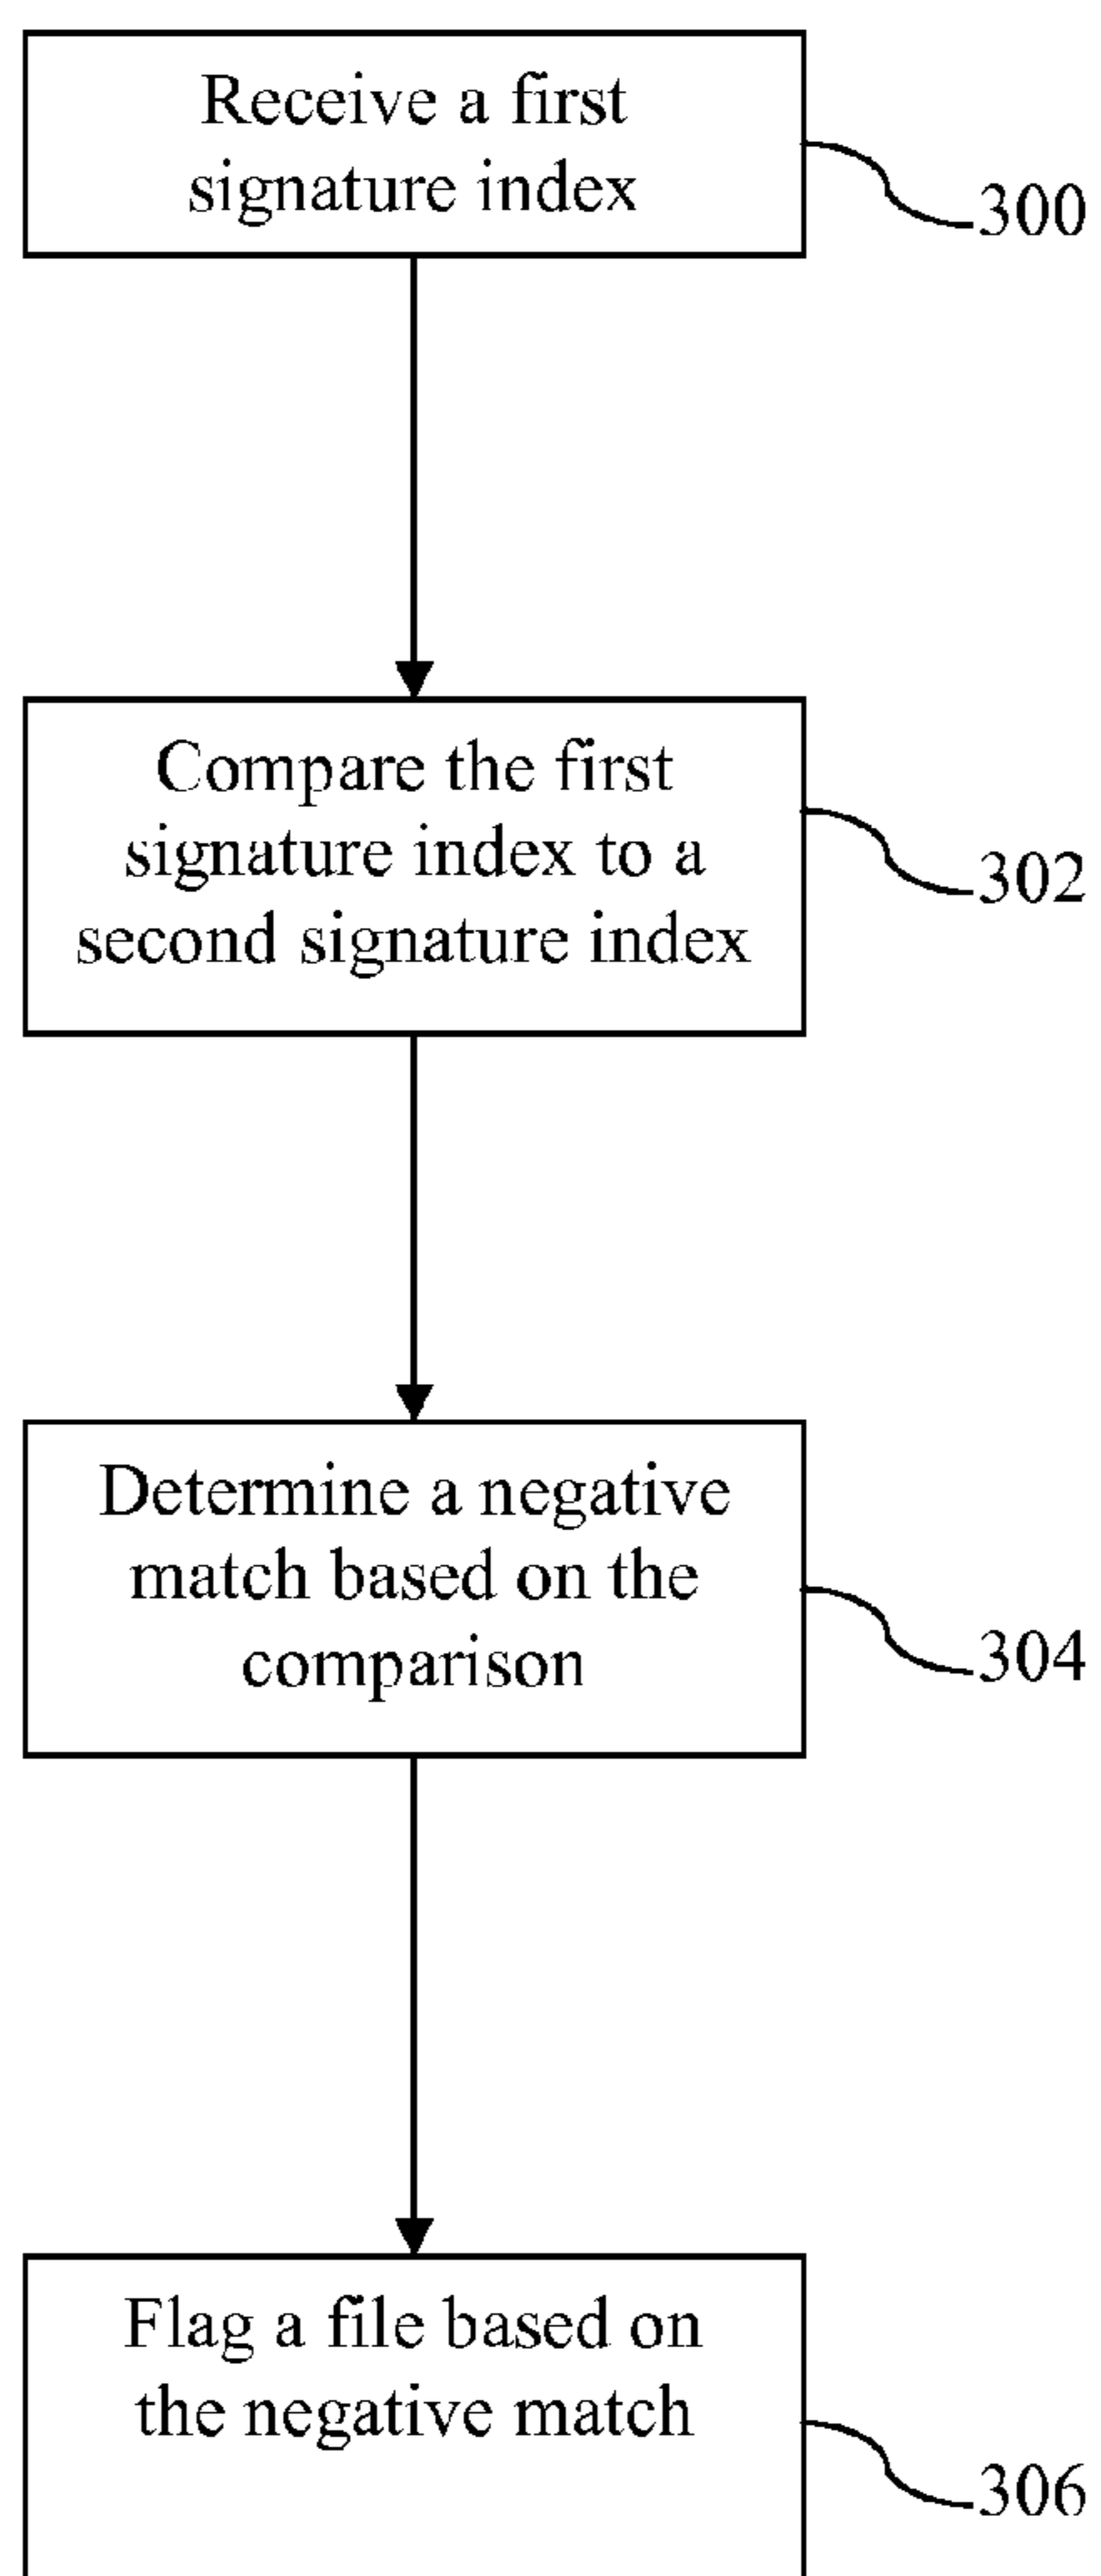 Receive a first
signature index
300
Compare the first
signature index to a
second signature index
302
Determine a negative
match based on the
comparison
304
Flag a file based on
the negative match
306